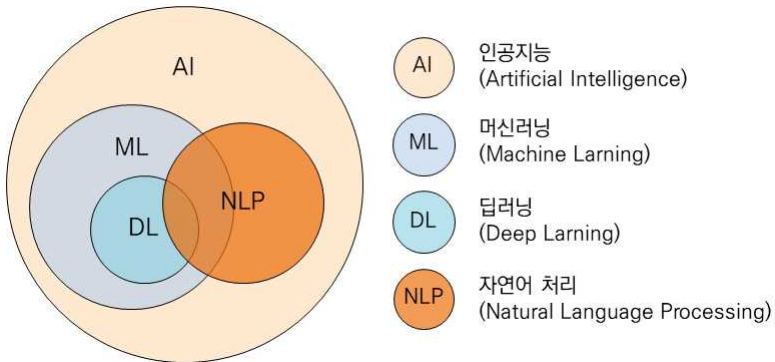 AI
ML
DL
NLP
AI
인공지능
(Artificial Intelligence)
ML
머신러닝
(Machine Larning)
DL
딥러닝
(Deep Larning)
NLP
자연어 처리
(Natural Language Processing)